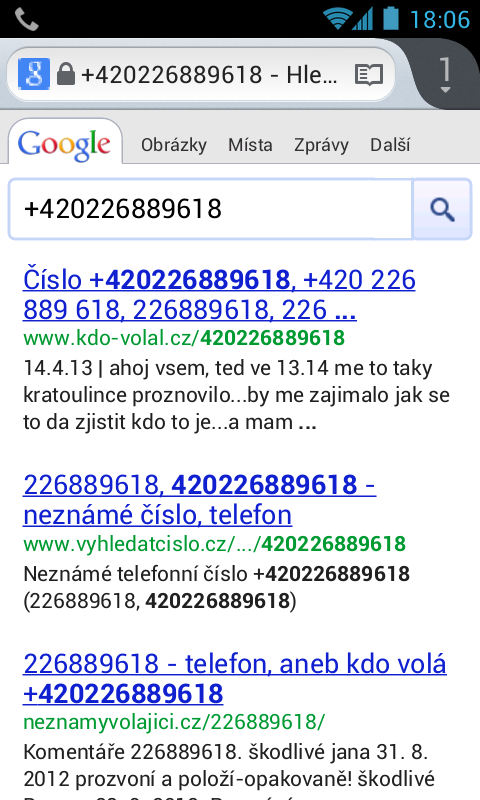 18:06
+420226889618 - Hle...
1
Google
Obrázky Místa Zprávy Další
+420226889618
Číslo +420226889618, +420 226
889 618, 226889618, 226 ...
www.kdo-volal.cz/420226889618
14.4.13 | ahoj vsem, ted ve 13.14 me to taky
kratoulince proznovilo...by me zajimalo jak se
to da zjistit kdo to je...a mam ...
226889618, 420226889618 -
neznámé číslo, telefon
www.vyhledatcislo.cz/.../420226889618
Neznámé telefonní číslo +420226889618
(226889618, 420226889618)
226889618 - telefon, aneb kdo volá
+420226889618
neznamyvolajici.cz/226889618/
Komentáře 226889618. škodlivé jana 31. 8.
2012 prozvoní a položí-opakovaně! škodlivé